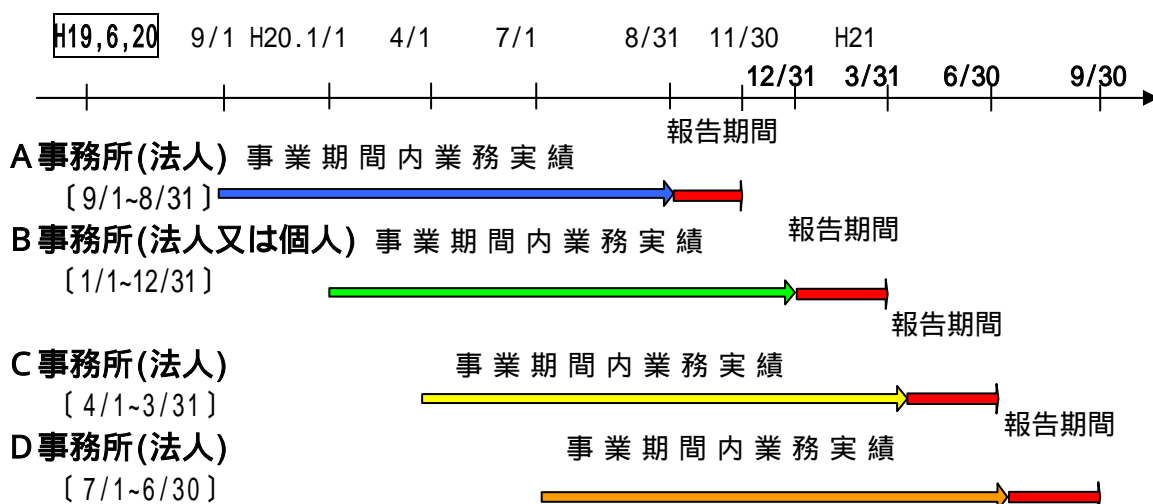 H19,6,20 9/1 H20.1/1 4/1 7/1 8/31 11/30 H21
12/31 3/31 6/30 9/30
報告期間
A事務所(法人) 事業期間内業務実績
〔9/1~8/31〕
報告期間
B事務所(法人又は個人) 事業期間内業務実績
〔1/1~12/31〕
報告期間
C事務所(法人) 事業期間内業務実績
〔4/1~3/31〕
報告期間
D事務所(法人) 事業期間内業務実績
〔7/1~6/30〕